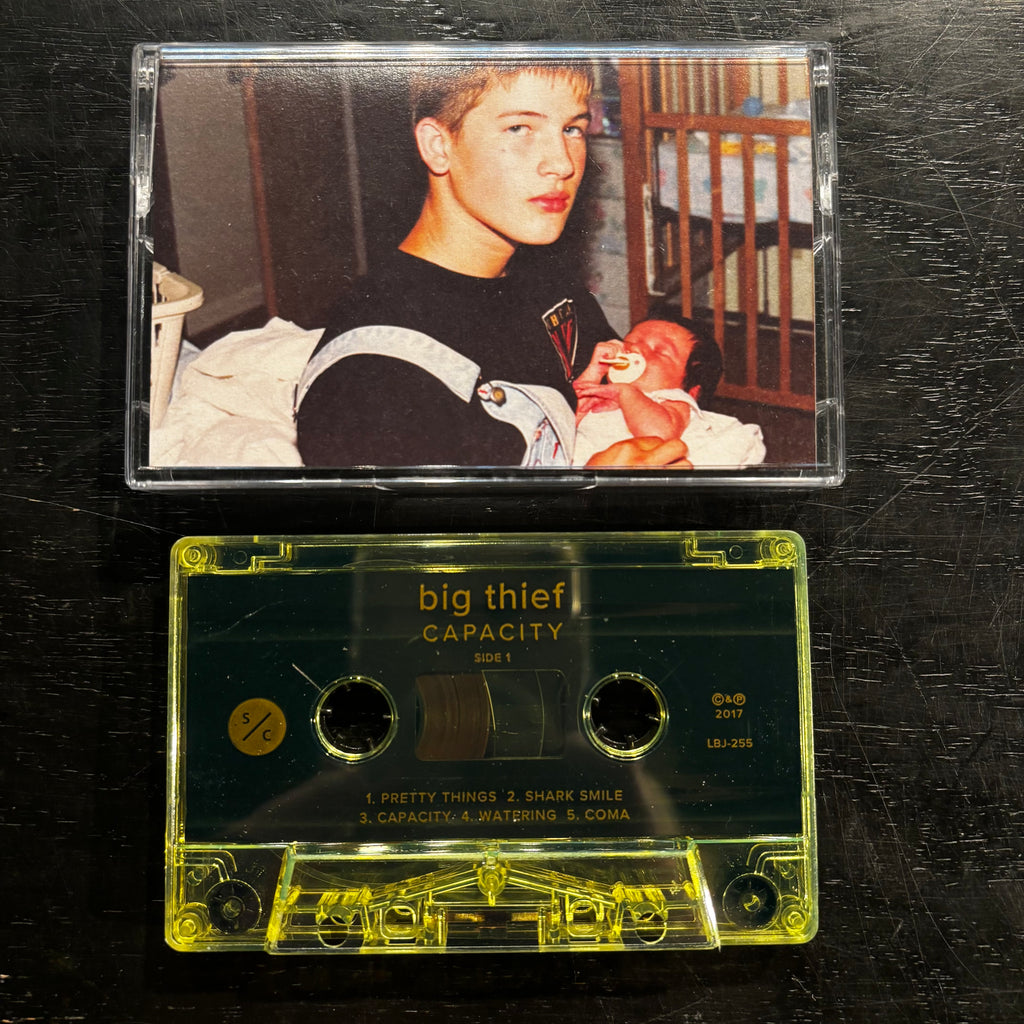 big thief
CAPACITY
SIDE 1
S/C
©&℗
2017
LBJ-255
1. PRETTY THINGS 2. SHARK SMILE
3. CAPACITY 4. WATERING 5. COMA